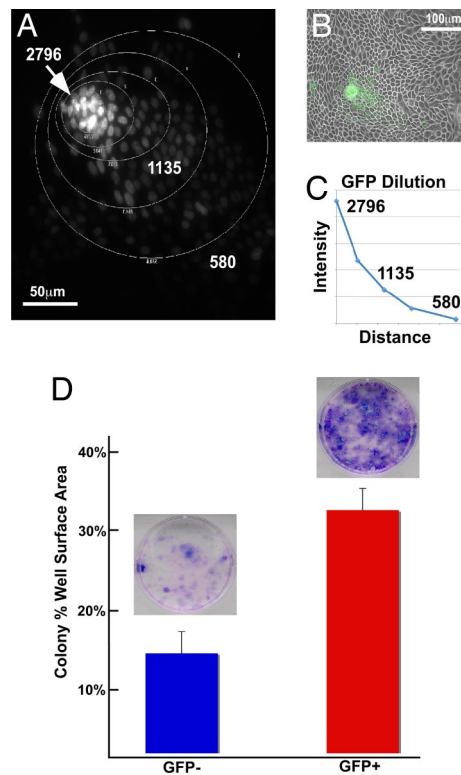 A
2796
1135
580
50μm
B
100μm
C
GFP Dilution
2796
1135
580
Intensity
Distance
D
40%
30%
20%
10%
Colony % Well Surface Area
GFP-
GFP+